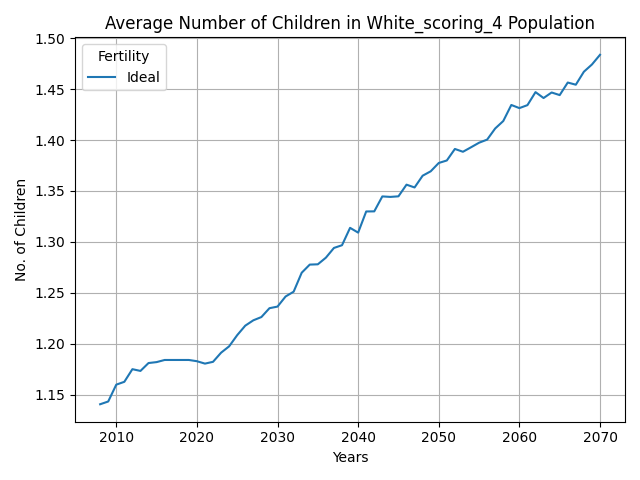 Average Number of Children in White_scoring_4 Population
Fertility
Ideal
No. of Children
1.50
1.45
1.40
1.35
1.30
1.25
1.20
1.15
2010 2020 2030 2040 2050 2060 2070
Years